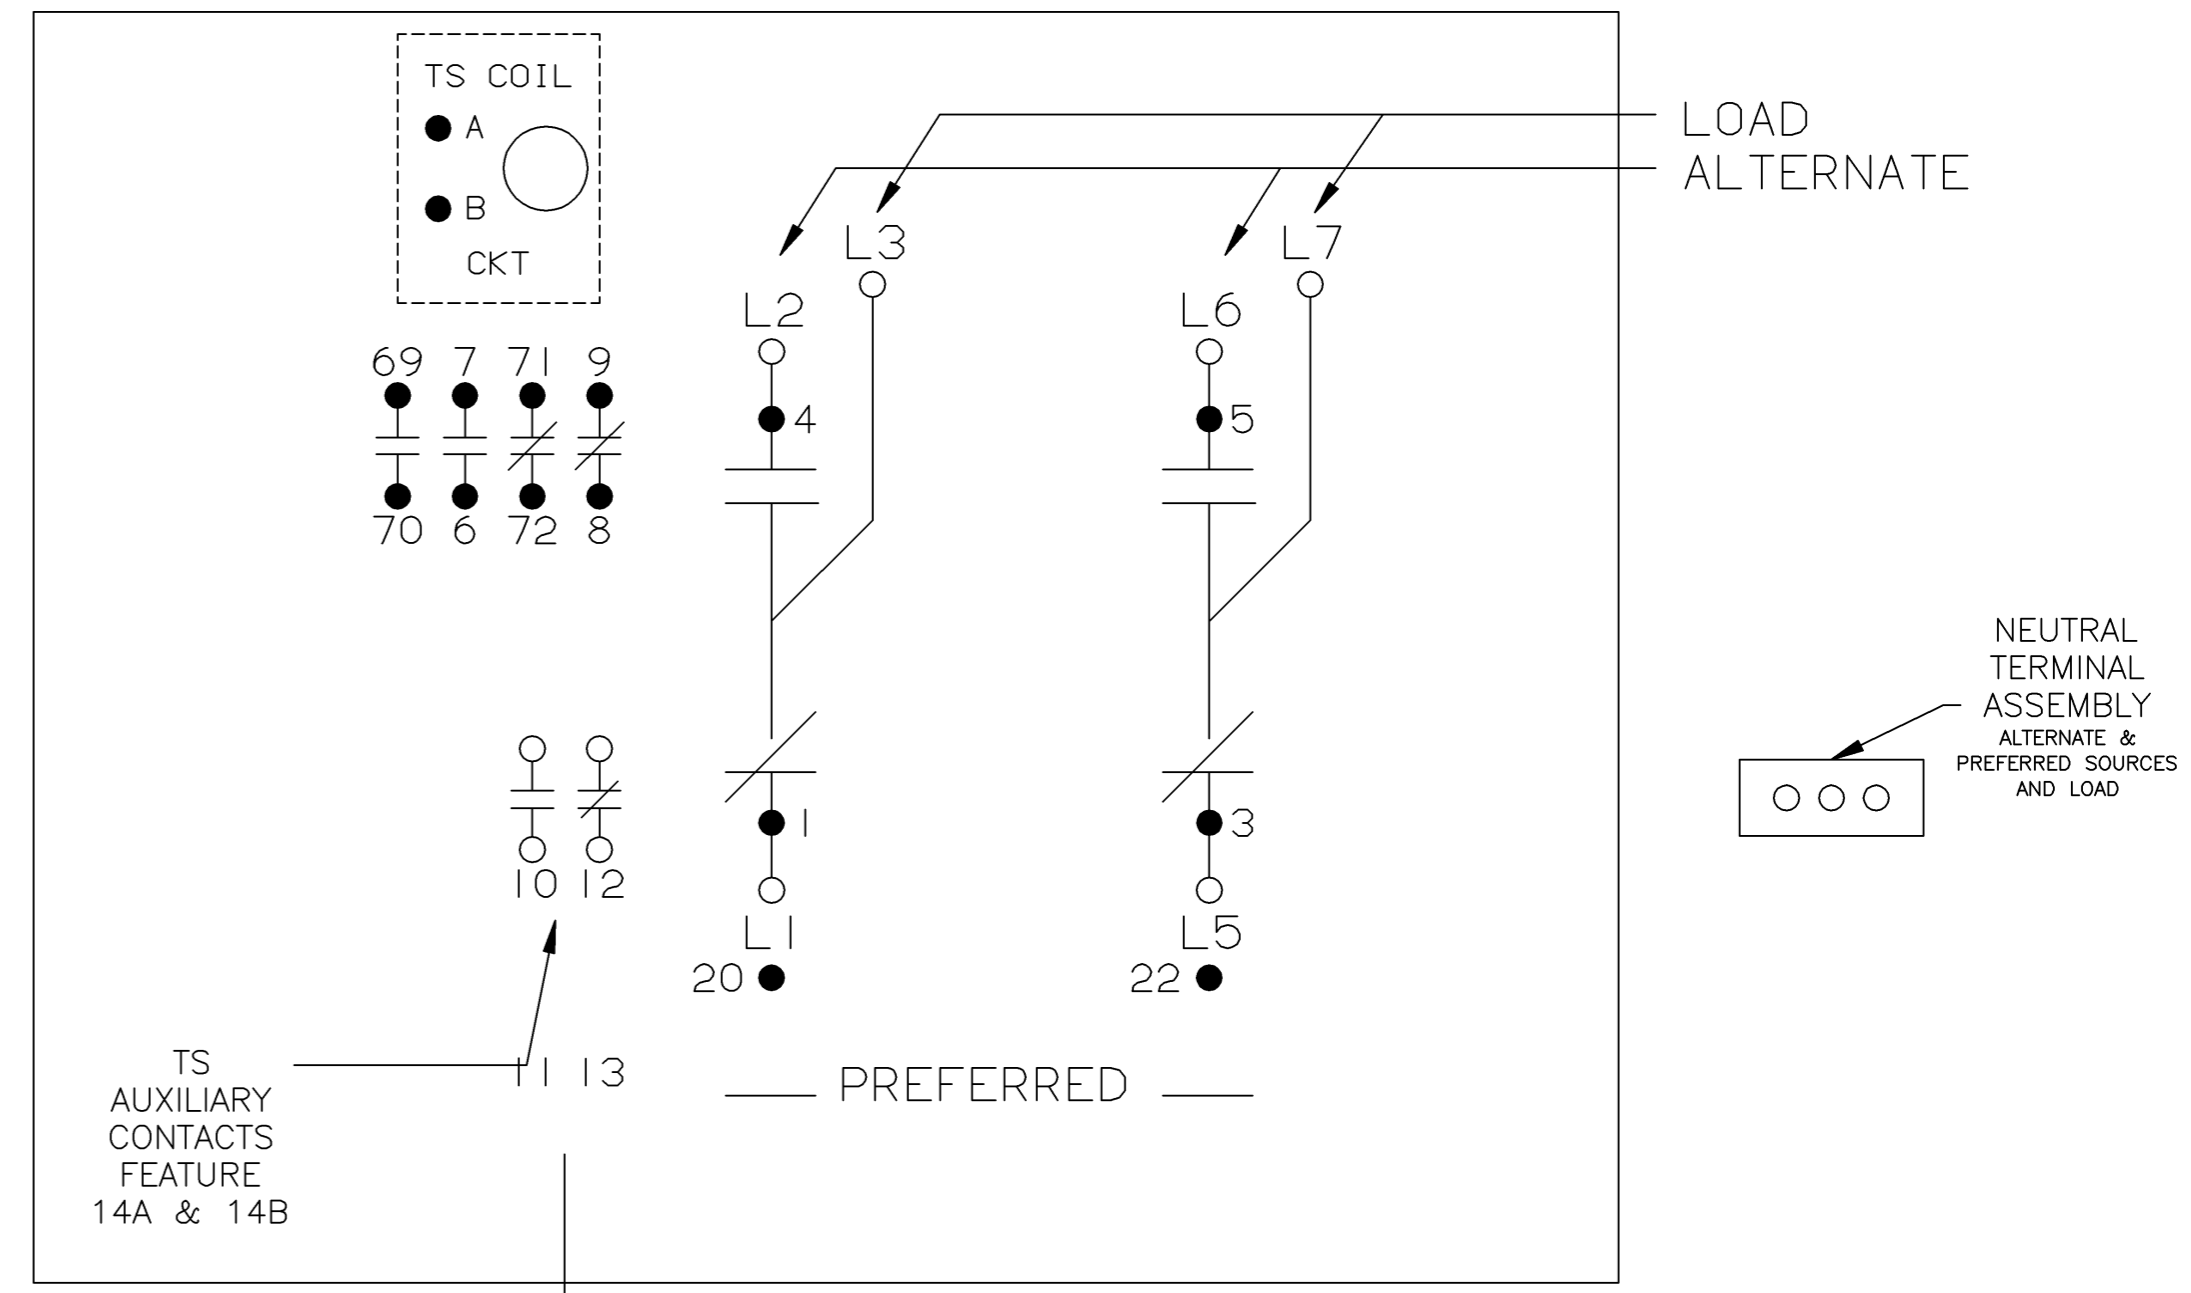 TS COIL
A
B
CKT
LOAD
ALTERNATE
L3
L7
L2
L6
69 7 71 9
4
5
70 6 72 8
NEUTRAL
TERMINAL
ASSEMBLY
ALTERNATE &
PREFERRED SOURCES
AND LOAD
1
3
10 12
L1
L5
20
22
TS
AUXILIARY
CONTACTS
FEATURE
14A & 14B
11 13
PREFERRED